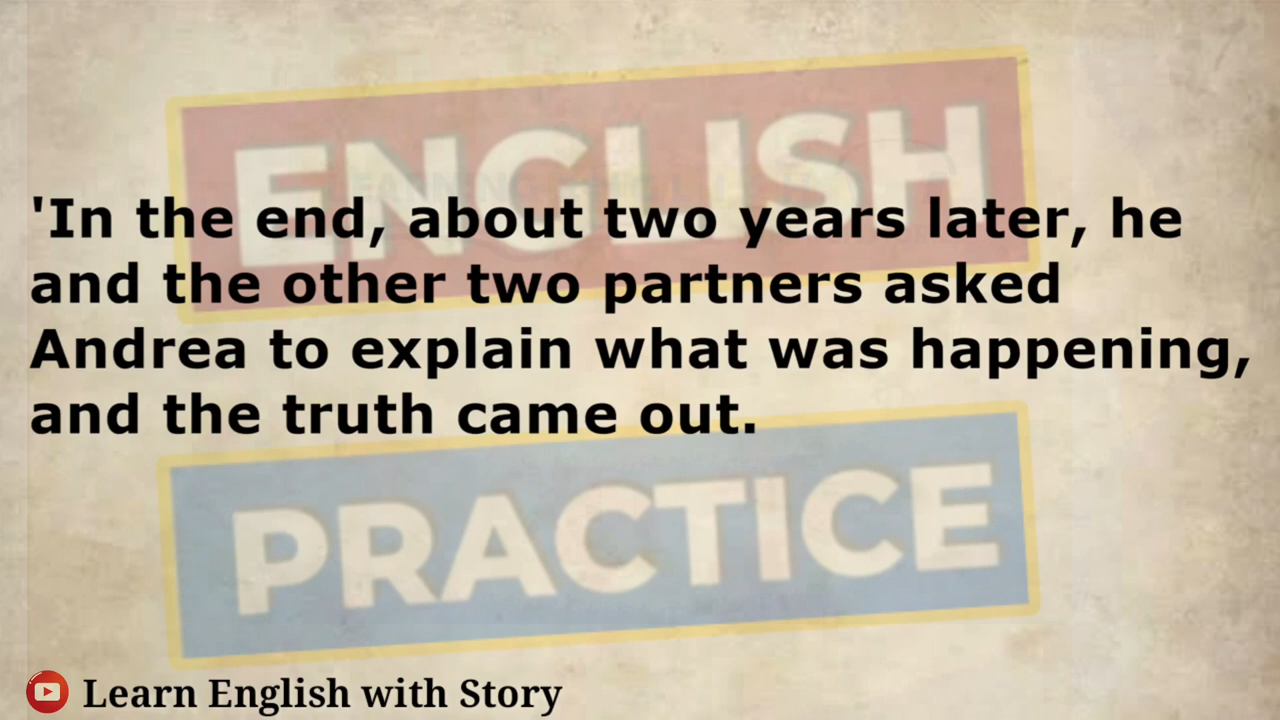 ENGLISH
'In the end, about two years later, he
and the other two partners asked
Andrea to explain what was happening,
and the truth came out.
PRACTICE
Learn English with Story